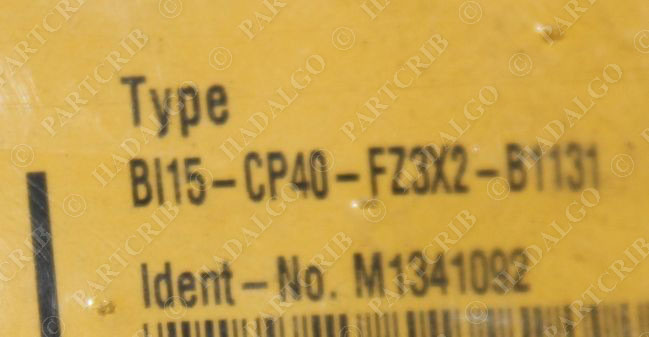 Type
BI15-CP40-FZ3X2-B1131
Ident-No. M1341092